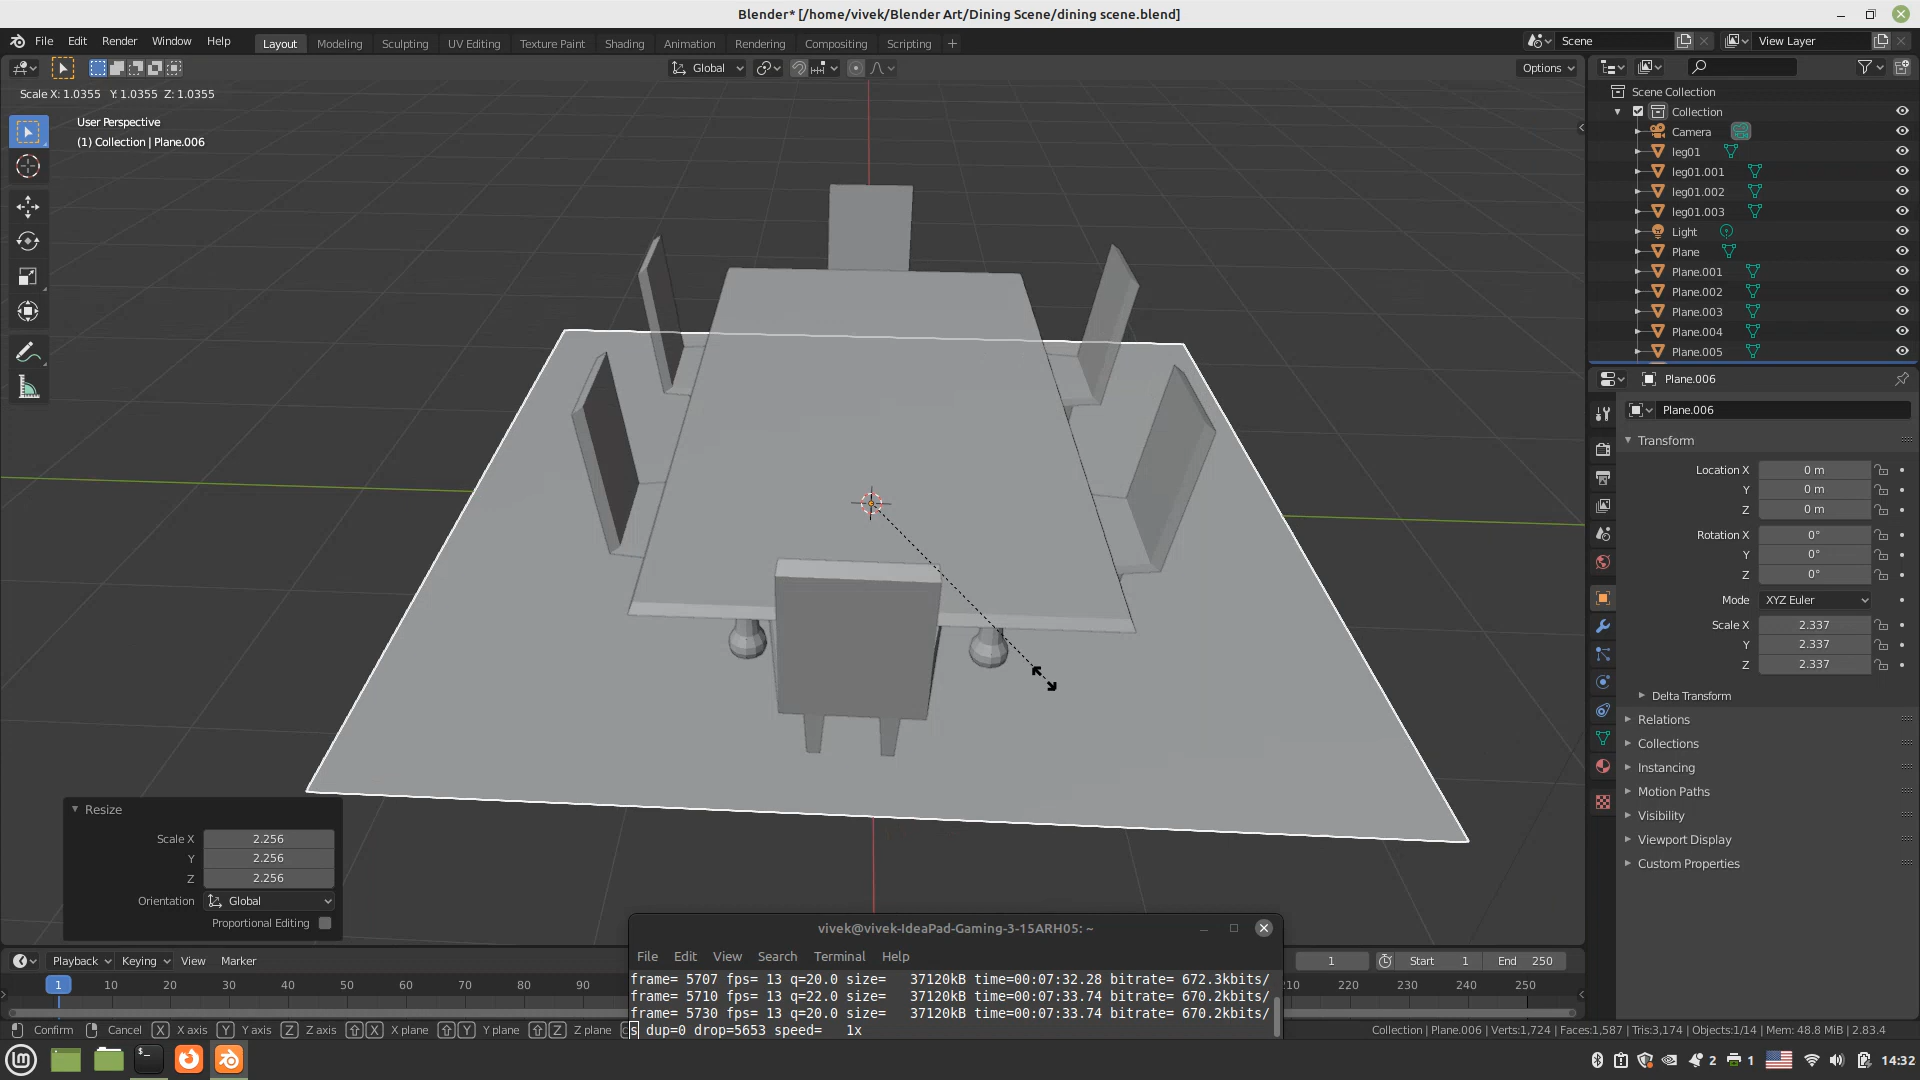 Blender* [/home/vivek/Blender Art/Dining Scene/dining scene.blend]
File Edit Render Window Help Layout Modeling Sculpting UV Editing Texture Paint Shading Animation Rendering Compositing Scripting + Scene View Layer
Global Options
Scale X: 1.0355 Y: 1.0355 Z: 1.0355
User Perspective
(1) Collection | Plane.006
Scene Collection
Collection
Camera
leg01
leg01.001
leg01.002
leg01.003
Light
Plane
Plane.001
Plane.002
Plane.003
Plane.004
Plane.005
Plane.006
Plane.006
Transform
Location X 0 m
Y 0 m
Z 0 m
Rotation X 0°
Y 0°
Z 0°
Mode XYZ Euler
Scale X 2.337
Y 2.337
Z 2.337
Delta Transform
Relations
Collections
Instancing
Motion Paths
Visibility
Viewport Display
Custom Properties
Resize
Scale X 2.256
Y 2.256
Z 2.256
Orientation Global
Proportional Editing
vivek@vivek-IdeaPad-Gaming-3-15ARH05: ~
File Edit View Search Terminal Help
frame= 5707 fps= 13 q=20.0 size= 37120kB time=00:07:32.28 bitrate= 672.3kbits/
frame= 5710 fps= 13 q=22.0 size= 37120kB time=00:07:33.74 bitrate= 670.2kbits/
frame= 5730 fps= 13 q=20.0 size= 37120kB time=00:07:33.74 bitrate= 670.2kbits/
s dup=0 drop=5653 speed= 1x
Playback Keying View Marker 1 Start 1 End 250
1 10 20 30 40 50 60 70 80 90 210 220 230 240 250
Confirm Cancel X X axis Y Y axis Z Z axis X X plane Y Y plane Z Z plane
Collection | Plane.006 | Verts:1,724 | Faces:1,587 | Tris:3,174 | Objects:1/14 | Mem: 48.8 MiB | 2.83.4
2 1 14:32